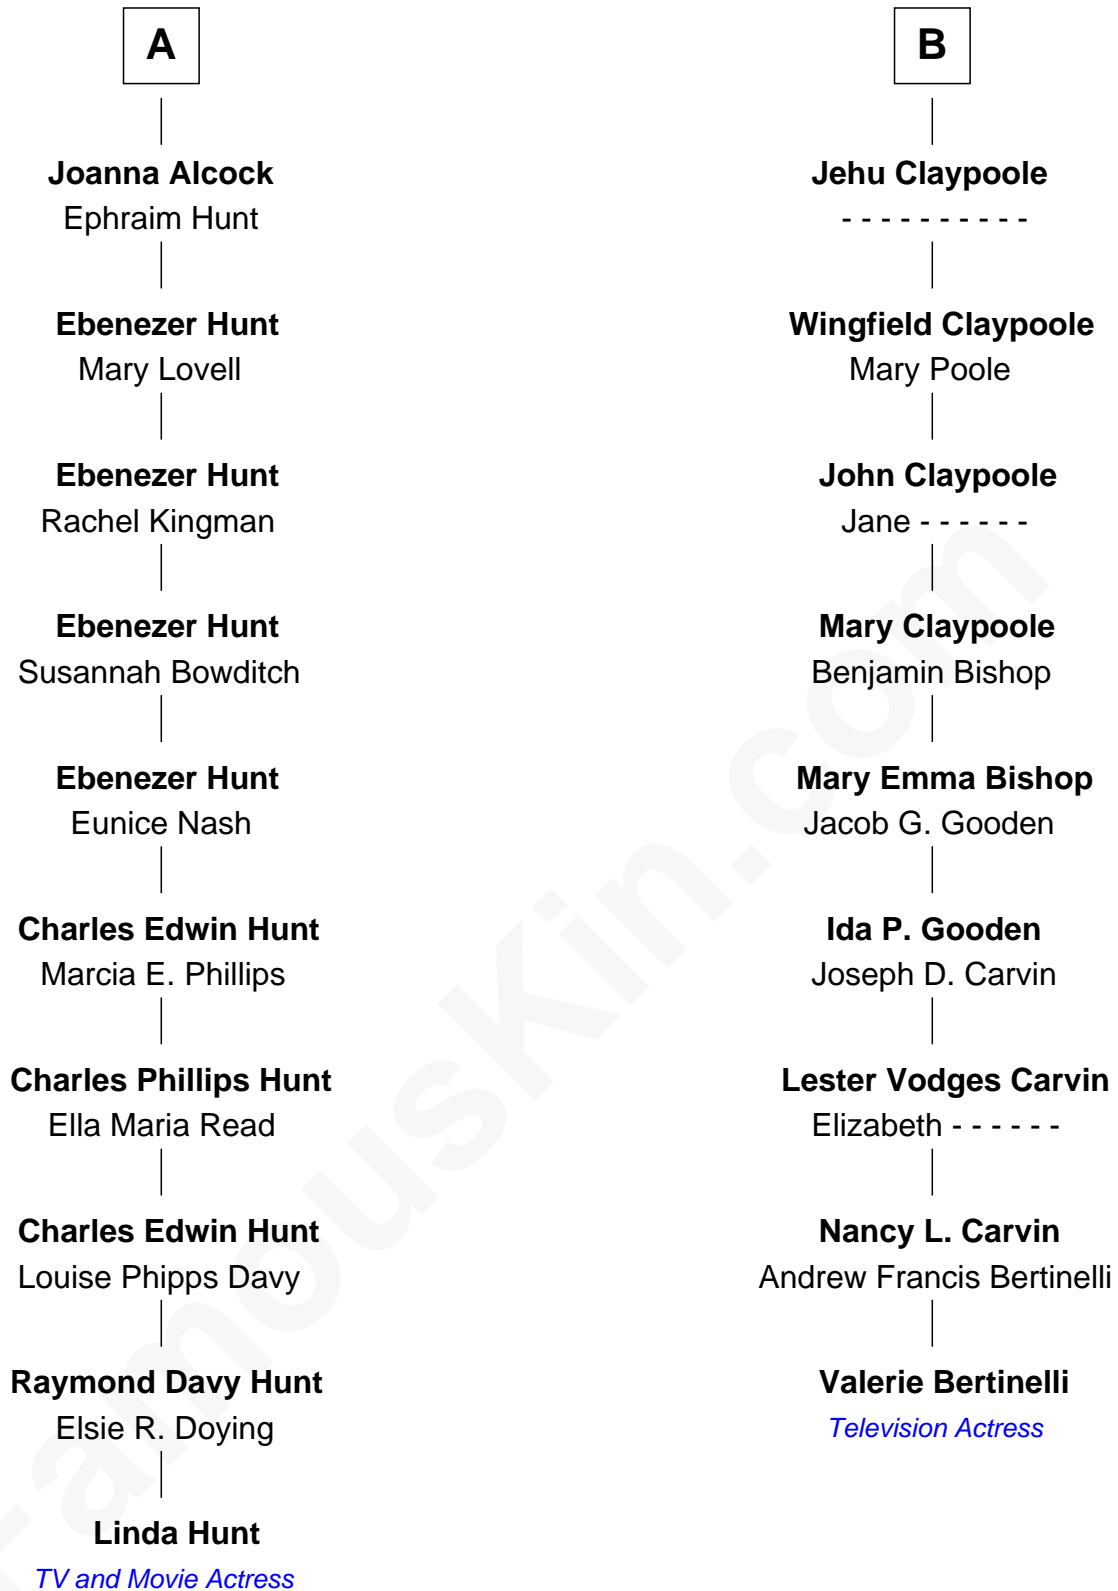 A
Joanna Alcock
Ephraim Hunt
Ebenezer Hunt
Mary Lovell
Ebenezer Hunt
Rachel Kingman
Ebenezer Hunt
Susannah Bowditch
Ebenezer Hunt
Eunice Nash
Charles Edwin Hunt
Marcia E. Phillips
Charles Phillips Hunt
Ella Maria Read
Charles Edwin Hunt
Louise Phipps Davy
Raymond Davy Hunt
Elsie R. Doying
Linda Hunt
TV and Movie Actress
B
Jehu Claypoole
- - - - - - - - - -
Wingfield Claypoole
Mary Poole
John Claypoole
Jane - - - - - -
Mary Claypoole
Benjamin Bishop
Mary Emma Bishop
Jacob G. Gooden
Ida P. Gooden
Joseph D. Carvin
Lester Vodges Carvin
Elizabeth - - - - - -
Nancy L. Carvin
Andrew Francis Bertinelli
Valerie Bertinelli
Television Actress
FamousKin.com